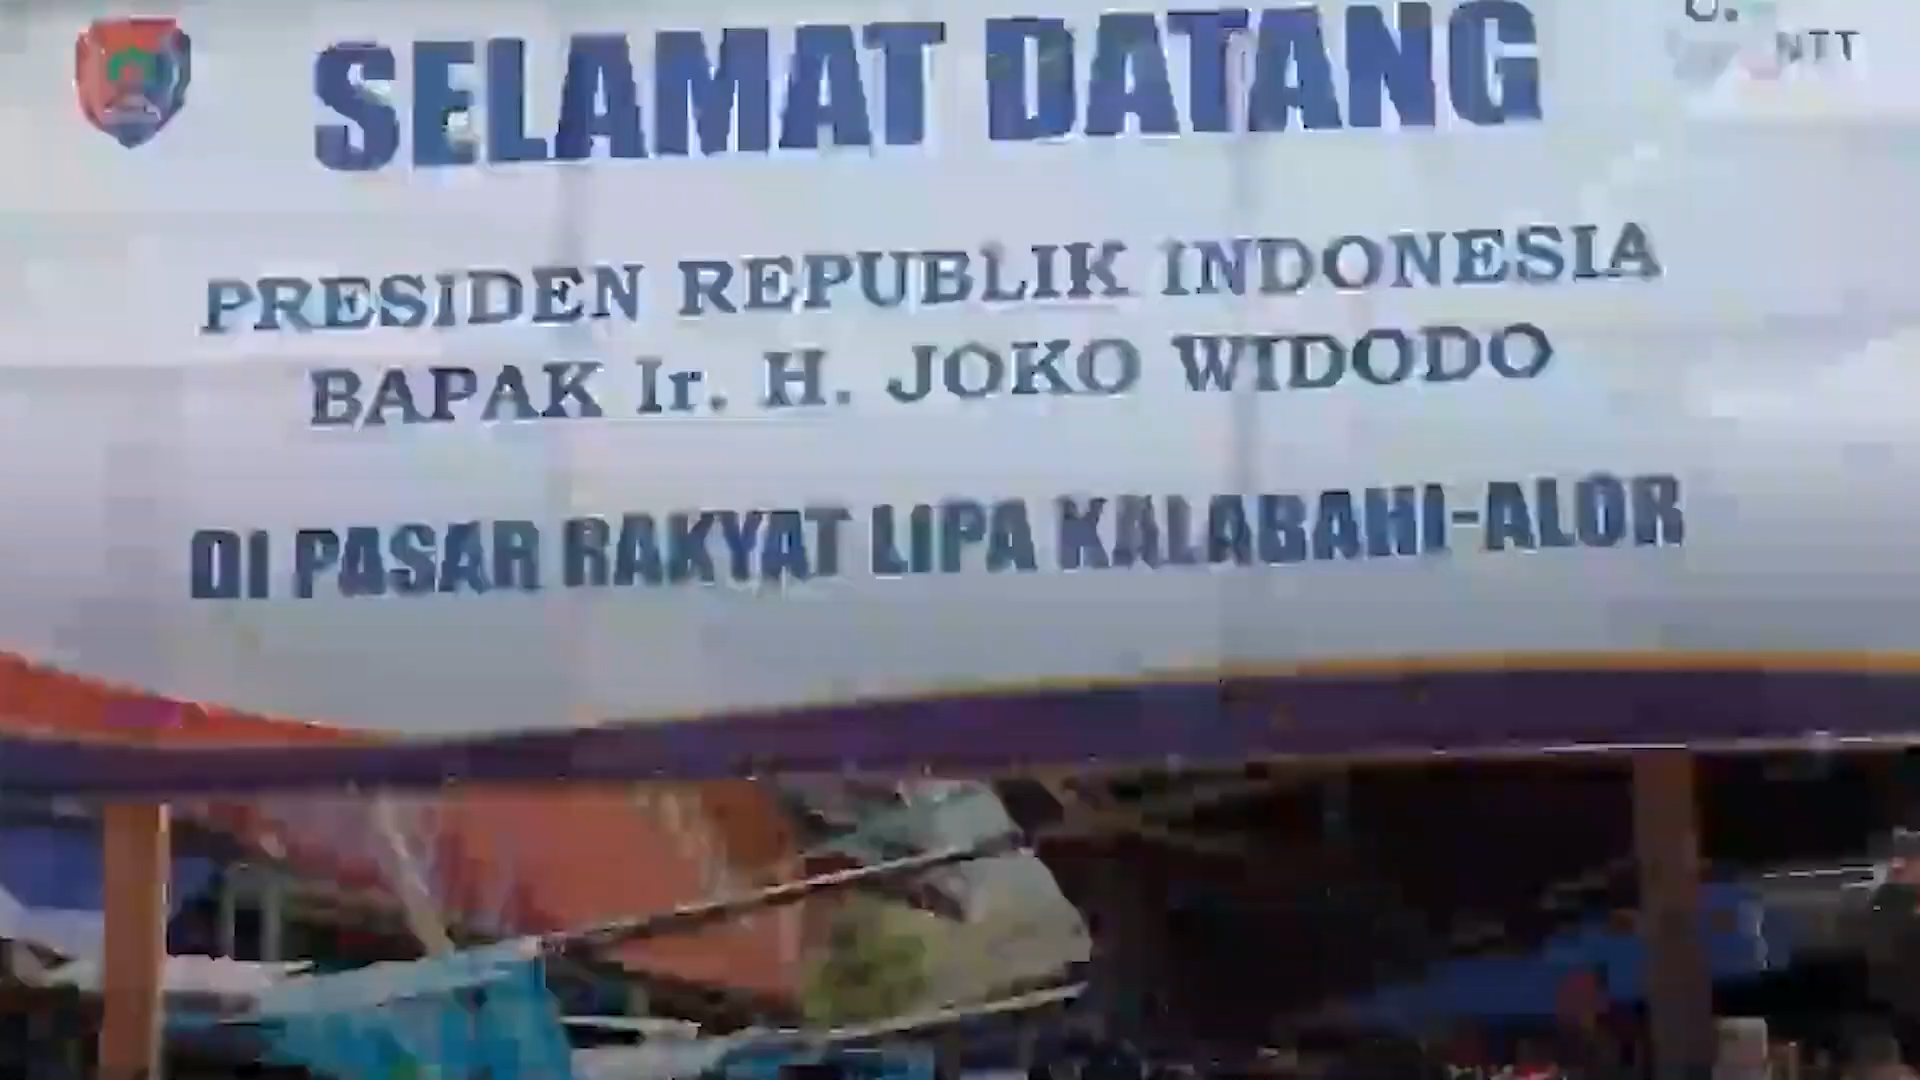 SELAMAT DATANG
NTT
PRESIDEN REPUBLIK INDONESIA
BAPAK Ir. H. JOKO WIDODO
DI PASAR RAKYAT LIPA KALABAHI-ALOR